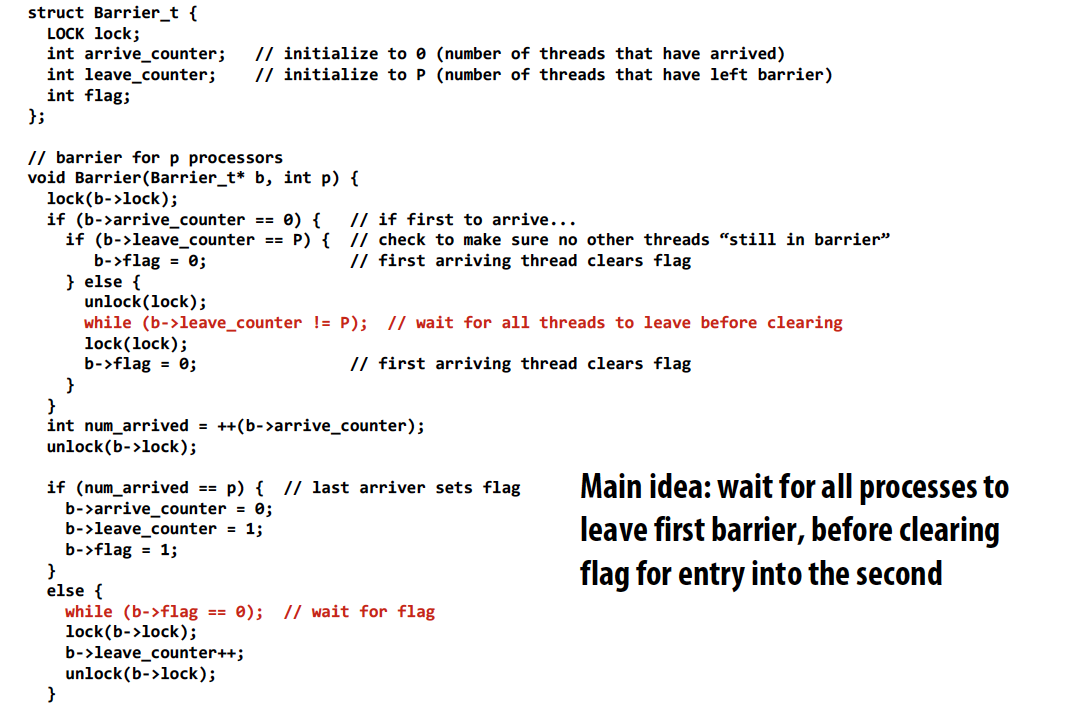 struct Barrier_t {
  LOCK lock;
  int arrive_counter;   // initialize to 0 (number of threads that have arrived)
  int leave_counter;    // initialize to P (number of threads that have left barrier)
  int flag;
};

// barrier for p processors
void Barrier(Barrier_t* b, int p) {
  lock(b->lock);
  if (b->arrive_counter == 0) {   // if first to arrive...
    if (b->leave_counter == P) {  // check to make sure no other threads “still in barrier”
       b->flag = 0;               // first arriving thread clears flag
    } else {
      unlock(lock);
      while (b->leave_counter != P);  // wait for all threads to leave before clearing
      lock(lock);
      b->flag = 0;                // first arriving thread clears flag
    }
  }
  int num_arrived = ++(b->arrive_counter);
  unlock(b->lock);

  if (num_arrived == p) {  // last arriver sets flag
    b->arrive_counter = 0;
    b->leave_counter = 1;
    b->flag = 1;
  }
  else {
    while (b->flag == 0);  // wait for flag
    lock(b->lock);
    b->leave_counter++;
    unlock(b->lock);
  }
Main idea: wait for all processes to
leave first barrier, before clearing
flag for entry into the second